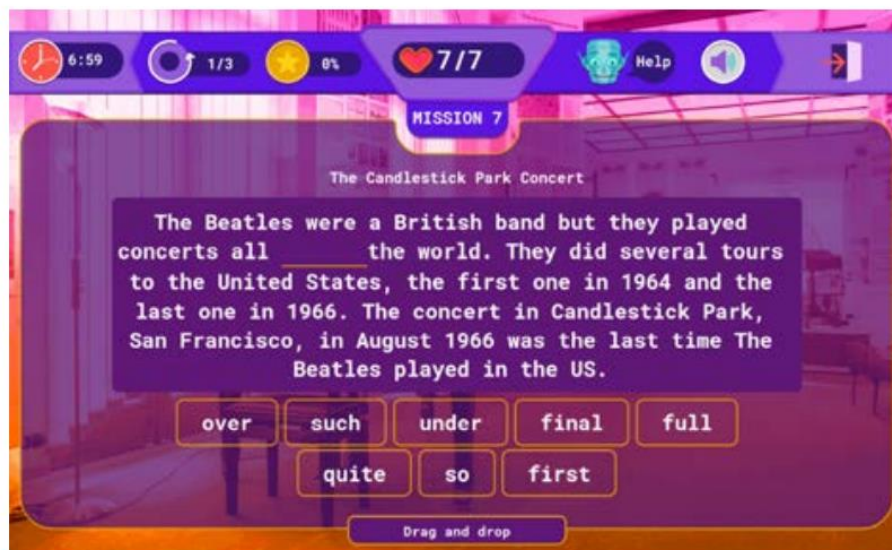 6:59
1/3
0%
7/7
Help
MISSION 7
The Candlestick Park Concert
The Beatles were a British band but they played
concerts all ______ the world. They did several tours
to the United States, the first one in 1964 and the
last one in 1966. The concert in Candlestick Park,
San Francisco, in August 1966 was the last time The
Beatles played in the US.
over such under final full
quite so first
Drag and drop